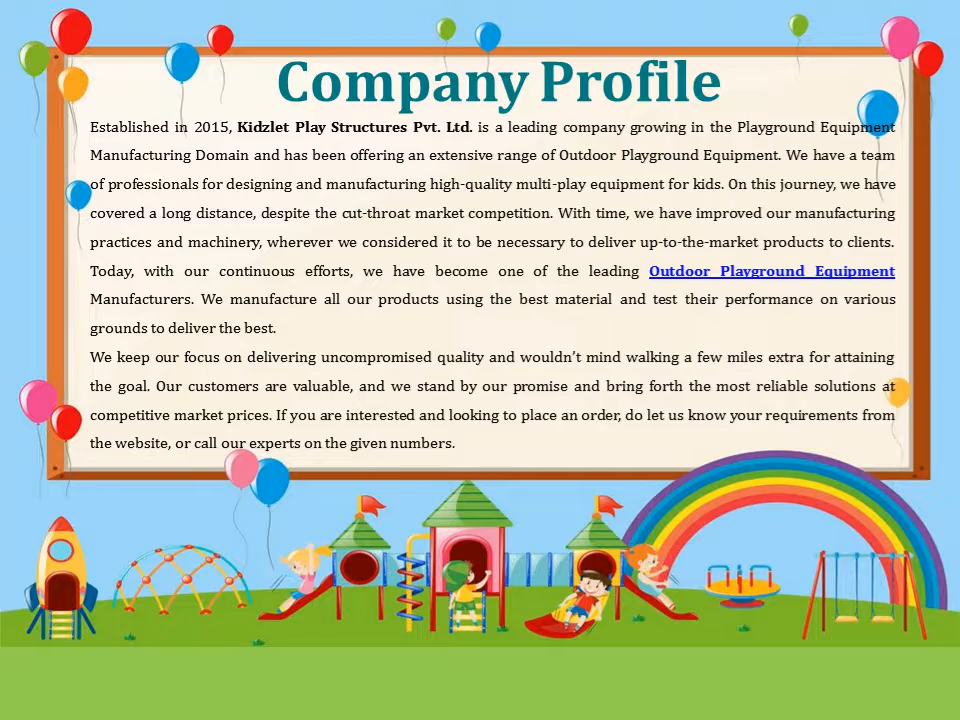 Company Profile
Established in 2015, Kidzlet Play Structures Pvt. Ltd. is a leading company growing in the Playground Equipment
Manufacturing Domain and has been offering an extensive range of Outdoor Playground Equipment. We have a team
of professionals for designing and manufacturing high-quality multi-play equipment for kids. On this journey, we have
covered a long distance, despite the cut-throat market competition. With time, we have improved our manufacturing
practices and machinery, wherever we considered it to be necessary to deliver up-to-the-market products to clients.
Today, with our continuous efforts, we have become one of the leading Outdoor Playground Equipment
Manufacturers. We manufacture all our products using the best material and test their performance on various
grounds to deliver the best.
We keep our focus on delivering uncompromised quality and wouldn’t mind walking a few miles extra for attaining
the goal. Our customers are valuable, and we stand by our promise and bring forth the most reliable solutions at
competitive market prices. If you are interested and looking to place an order, do let us know your requirements from
the website, or call our experts on the given numbers.